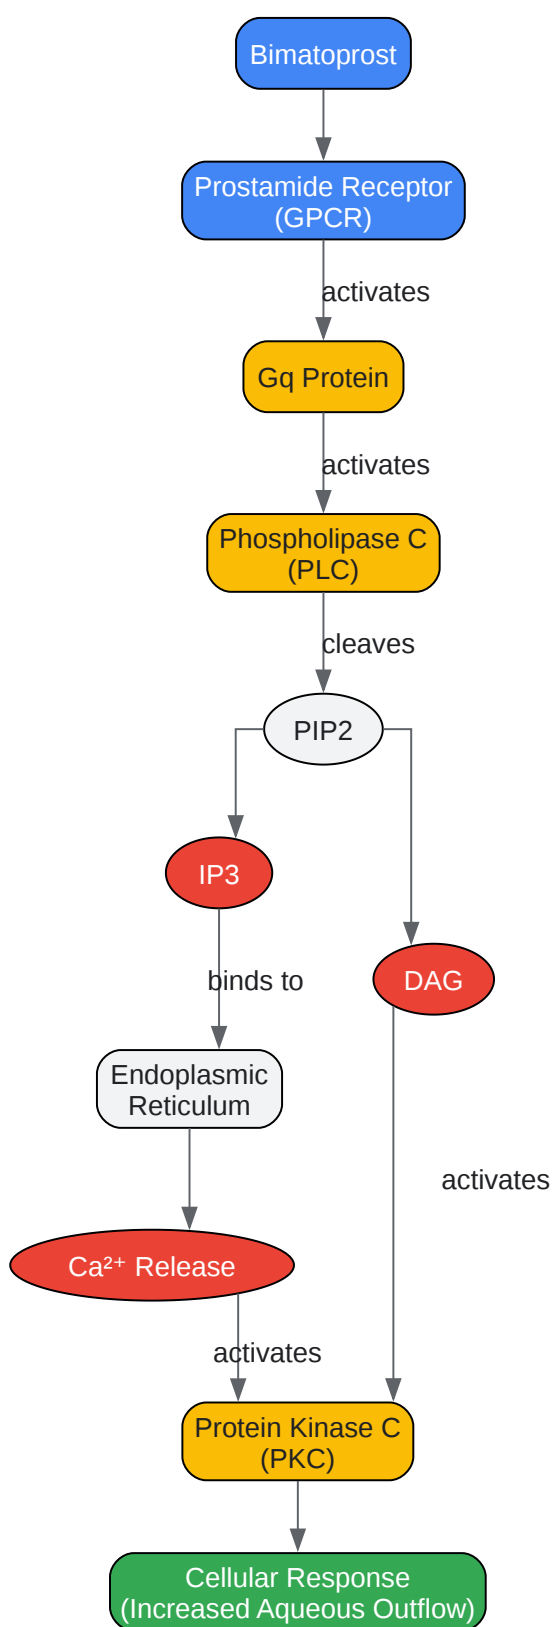 Bimatoprost
Prostamide Receptor
(GPCR)
activates
Gq Protein
activates
Phospholipase C
(PLC)
cleaves
PIP2
IP3
DAG
binds to
Endoplasmic
Reticulum
activates
Ca²⁺ Release
activates
Protein Kinase C
(PKC)
Cellular Response
(Increased Aqueous Outflow)